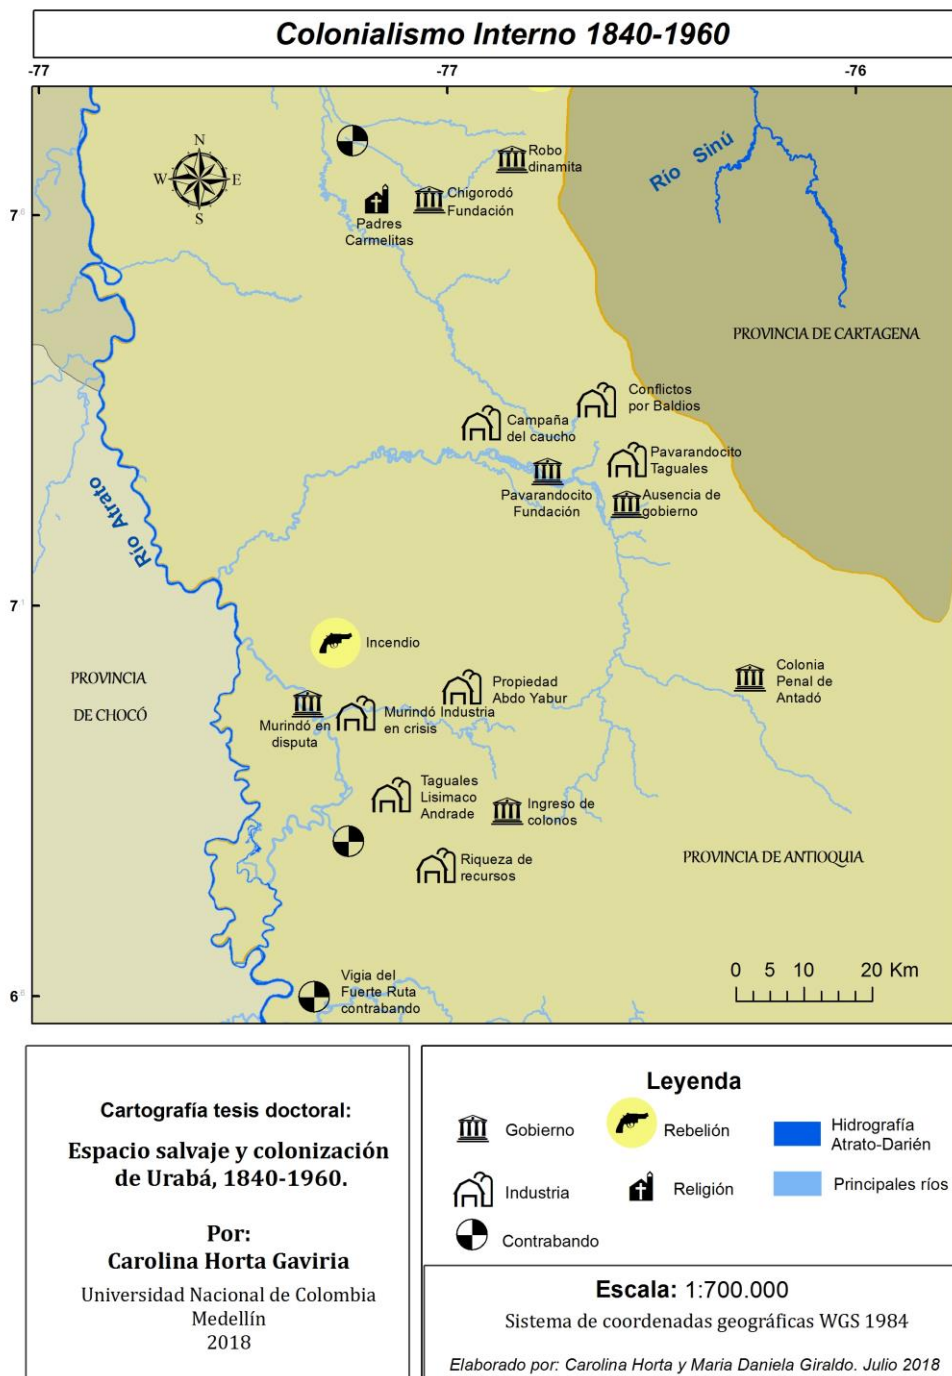 Colonialismo Interno 1840-1960
-77
-77
-76
Robo
dinamita
Río Sinú
N
W
E
S
7
Chigorodó
Fundación
Padres
Carmelitas
PROVINCIA DE CARTAGENA
Conflictos
por Baldios
Campaña
del caucho
Pavarandocito
Taguales
Pavarandocito
Fundación
Ausencia de
gobierno
Río Atrato
7
Incendio
Colonia
Penal de
Antadó
PROVINCIA
DE CHOCÓ
Propiedad
Abdo Yabur
Murindó en
disputa
Murindó Industria
en crisis
Taguales
Lisimaco
Andrade
Ingreso de
colonos
Riqueza de
recursos
PROVINCIA DE ANTIOQUIA
0 5 10 20 Km
6
Vigia del
Fuerte Ruta
contrabando
Cartografía tesis doctoral:
Espacio salvaje y colonización
de Urabá, 1840-1960.
Por:
Carolina Horta Gaviria
Universidad Nacional de Colombia
Medellín
2018
Leyenda
Gobierno
Rebelión
Hidrografía
Atrato-Darién
Industria
Religión
Principales ríos
Contrabando
Escala: 1:700.000
Sistema de coordenadas geográficas WGS 1984
Elaborado por: Carolina Horta y Maria Daniela Giraldo. Julio 2018